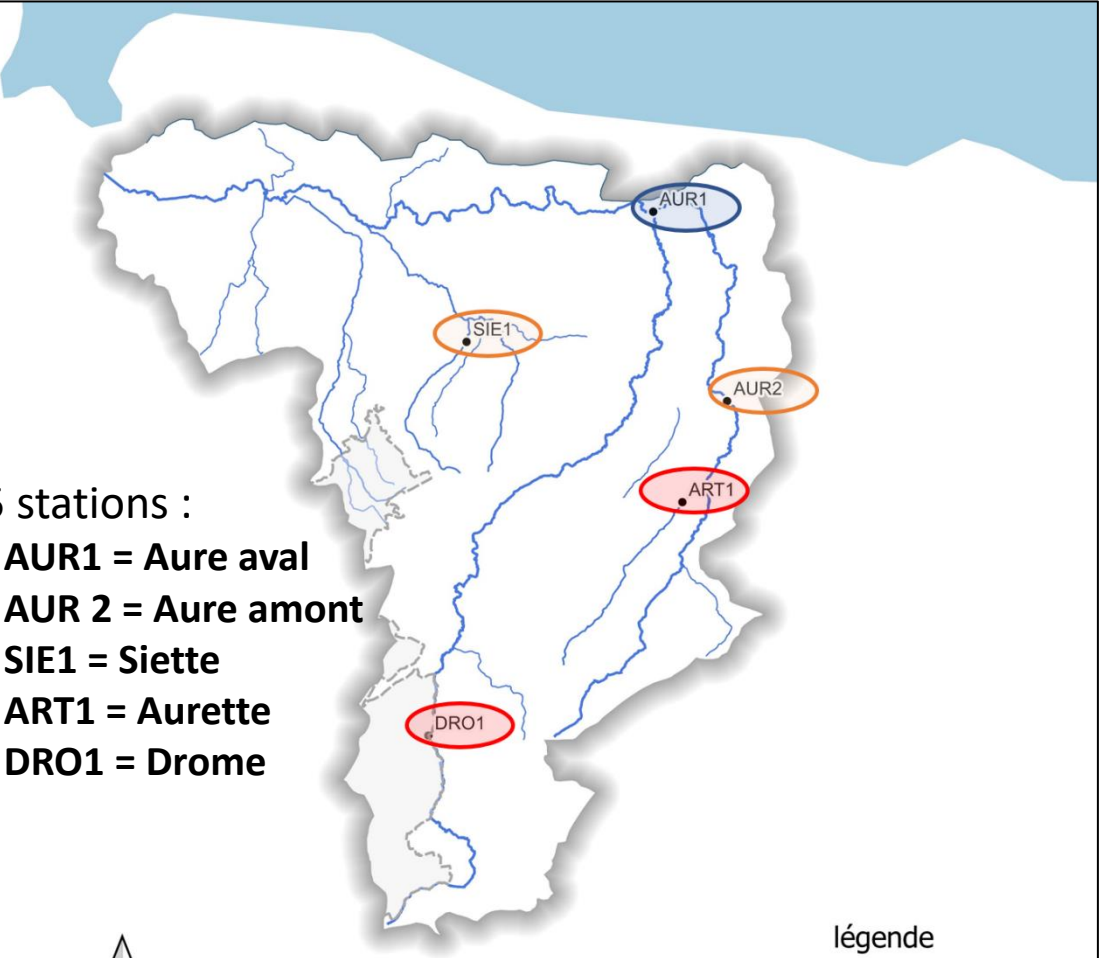 AUR1
SIE1
AUR2
ART1
stations :
AUR1 = Aure aval
AUR 2 = Aure amont
SIE1 = Siette
ART1 = Aurette
DRO1 = Drome
DRO1
légende